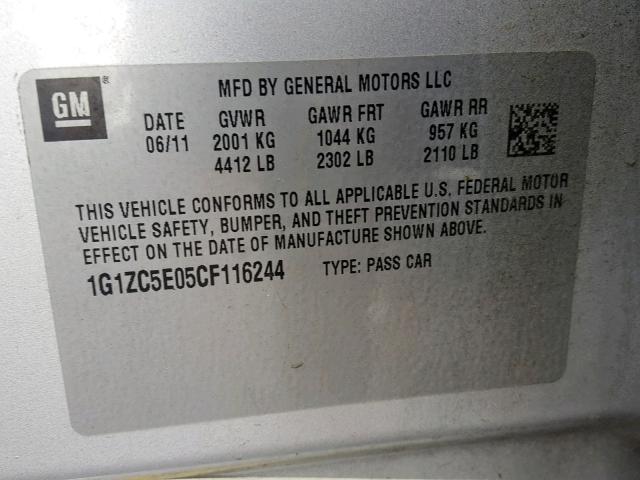 GM®
MFD BY GENERAL MOTORS LLC
DATE GVWR GAWR FRT GAWR RR
06/11 2001 KG 1044 KG 957 KG
4412 LB 2302 LB 2110 LB
THIS VEHICLE CONFORMS TO ALL APPLICABLE U.S. FEDERAL MOTOR
VEHICLE SAFETY, BUMPER, AND THEFT PREVENTION STANDARDS IN
EFFECT ON THE DATE OF MANUFACTURE SHOWN ABOVE.
1G1ZC5E05CF116244 TYPE: PASS CAR